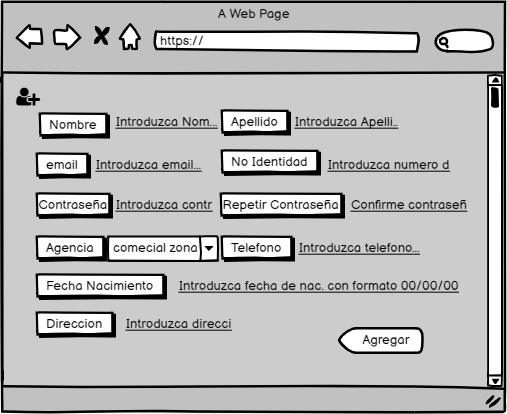 A Web Page
https://
Nombre Introduzca Nom... Apellido Introduzca Apelli..
email Introduzca email... No Identidad Introduzca numero d
Contraseña Introduzca contr Repetir Contraseña Confirme contraseñ
Agencia comecial zona Telefono Introduzca telefono...
Fecha Nacimiento Introduzca fecha de nac. con formato 00/00/00
Direccion Introduzca direcci
Agregar